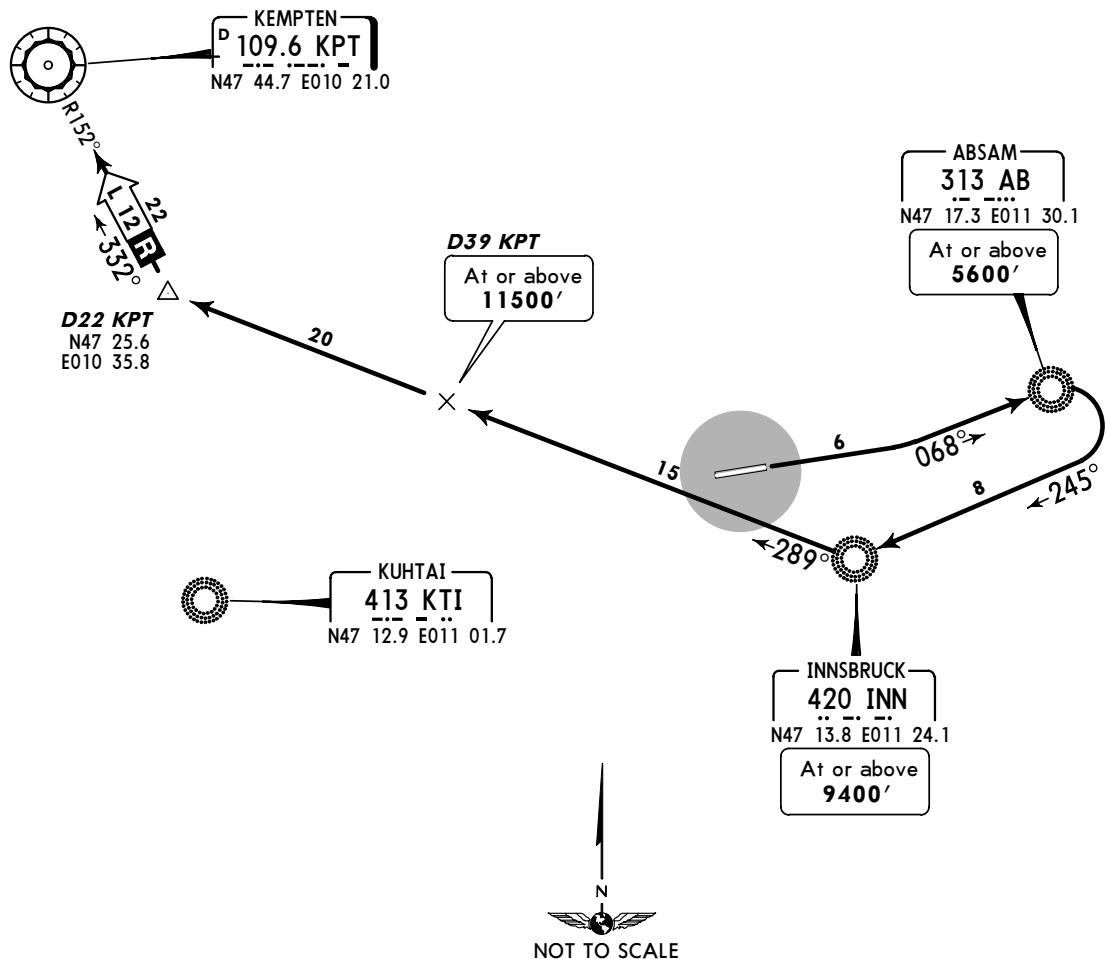 KEMPTEN
D 109.6 KPT
N47 44.7 E010 21.0
R152°
22
L 12 R
332°
D22 KPT
N47 25.6
E010 35.8
20
D39 KPT
At or above
11500′
ABSAM
313 AB
N47 17.3 E011 30.1
At or above
5600′
6
068°
15
8
245°
289°
KUHTAI
413 KTI
N47 12.9 E011 01.7
INNSBRUCK
420 INN
N47 13.8 E011 24.1
At or above
9400′
N
NOT TO SCALE